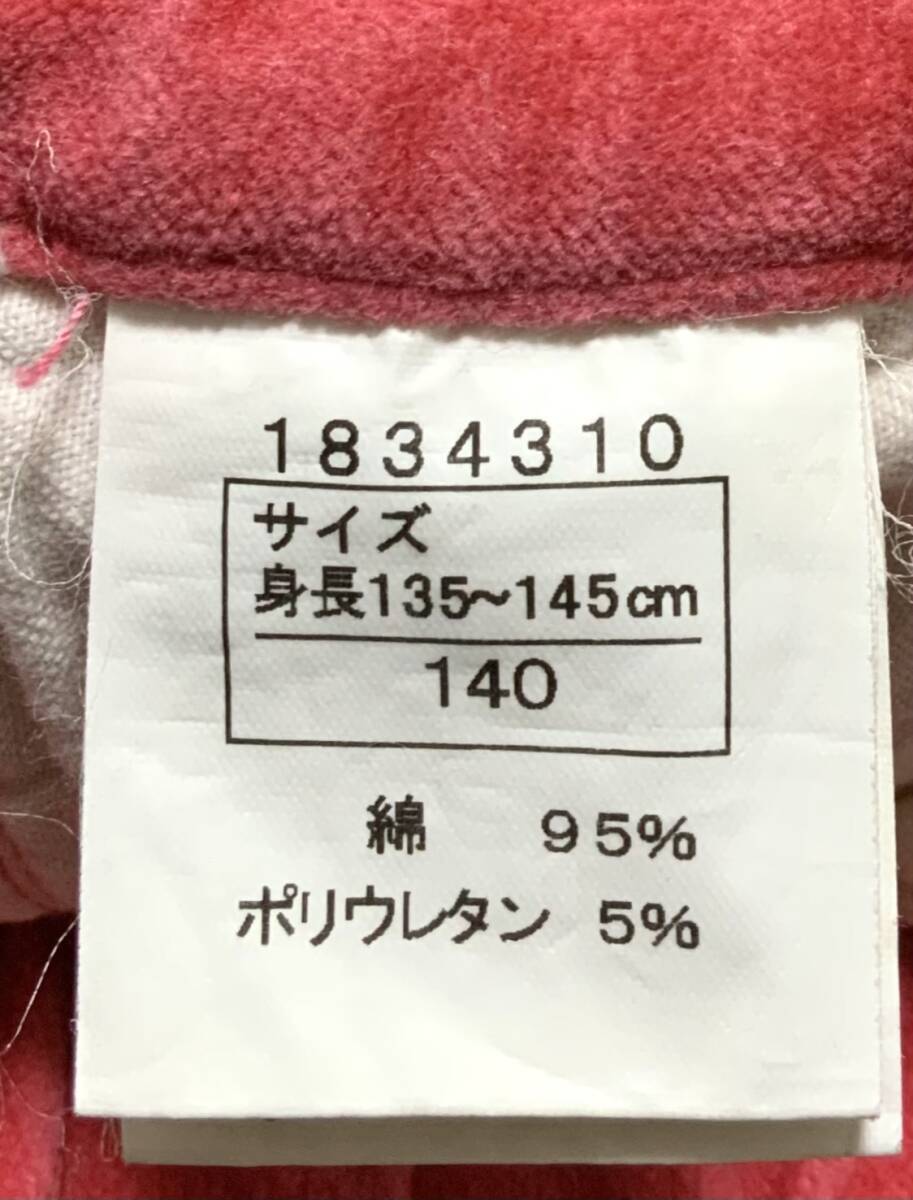 1834310
サイズ
身長135~145cm
140
綿 95%
ポリウレタン 5%